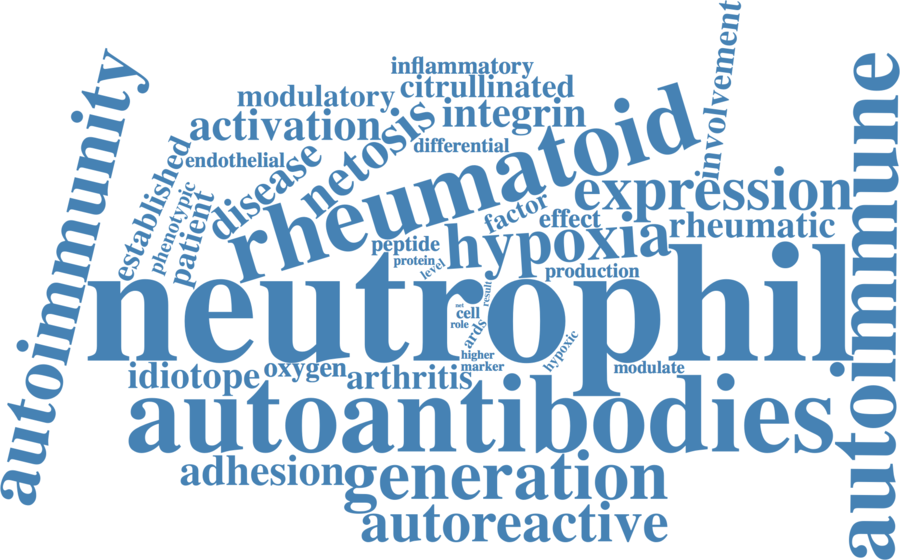 involvement
inflammatory
citrullinated
modulatory
integrin
activation
netosis
differential
endothelial
disease
rheumatoid
autoimmunity
autoimmune
established
phenotypic
patient
expression
factor
effect
rheumatic
peptide
hypoxia
protein
level
production
neutrophil
result
net
cell
role
ards
higher
marker
hypoxic
modulate
idiotope
oxygen
arthritis
autoantibodies
adhesion
generation
autoreactive